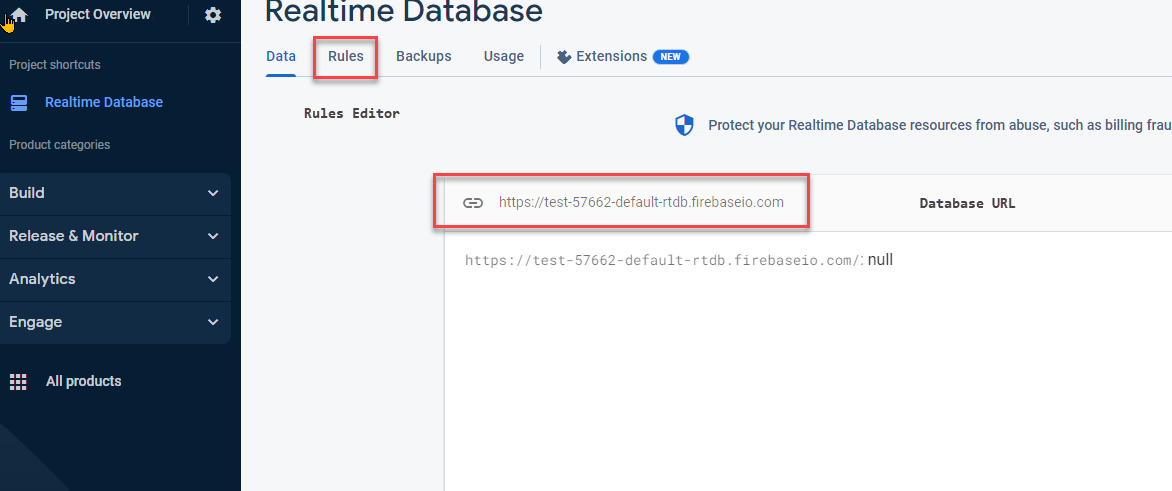 Project Overview
Project shortcuts
Realtime Database
Product categories
Build
Release & Monitor
Analytics
Engage
All products
Realtime Database
Data Rules Backups Usage Extensions NEW
Rules Editor
Protect your Realtime Database resources from abuse, such as billing
https://test-57662-default-rtdb.firebaseio.com
Database URL
https://test-57662-default-rtdb.firebaseio.com/: null